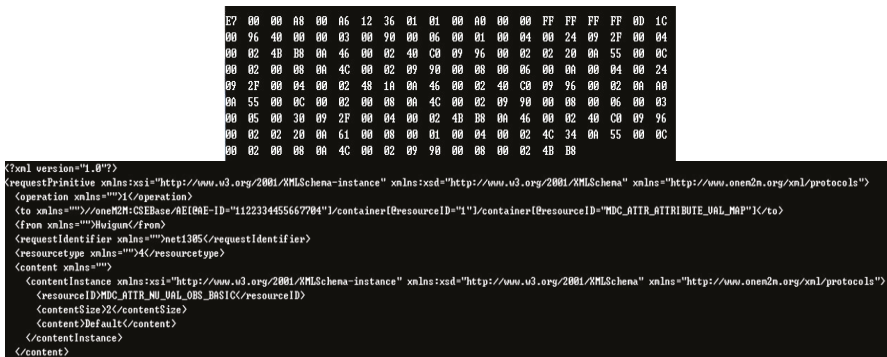 E7 00 00 A8 00 A6 12 36 01 01 00 A0 00 00 FF FF FF FF 0D 1C
00 96 40 00 00 03 00 90 00 06 00 01 00 04 00 24 09 2F 00 04
00 02 4B B8 0A 46 00 02 40 C0 09 96 00 02 02 20 0A 55 00 0C
00 02 00 08 0A 4C 00 02 09 90 00 08 00 06 00 0A 00 04 00 24
09 2F 00 04 00 02 48 1A 0A 46 00 02 40 C0 09 96 00 02 0A A0
0A 55 00 0C 00 02 00 08 0A 4C 00 02 09 90 00 08 00 06 00 03
00 05 00 30 09 2F 00 04 00 02 4B B8 0A 46 00 02 40 C0 09 96
00 02 02 20 0A 61 00 08 00 01 00 04 00 02 4C 34 0A 55 00 0C
00 02 00 08 0A 4C 00 02 09 90 00 08 00 02 4B B8
<?xml version="1.0"?>
<requestPrimitive xmlns:xsi="http://www.w3.org/2001/XMLSchema-instance" xmlns:xsd="http://www.w3.org/2001/XMLSchema" xmlns="http://www.onem2m.org/xml/protocols">
<operation xmlns="">1</operation>
<to xmlns="">//oneM2M:CSEBase/AE[@AE-ID="1122334455667704"]/container[@resourceID="1"]/container[@resourceID="MDC_ATTR_ATTRIBUTE_VAL_MAP"]</to>
<from xmlns="">Hwigum</from>
<requestIdentifier xmlns="">net1305</requestIdentifier>
<resourcetype xmlns="">4</resourcetype>
<content xmlns="">
<contentInstance xmlns:xsi="http://www.w3.org/2001/XMLSchema-instance" xmlns:xsd="http://www.w3.org/2001/XMLSchema" xmlns="http://www.onem2m.org/xml/protocols">
<resourceID>MDC_ATTR_NU_VAL_OBS_BASIC</resourceID>
<contentSize>2</contentSize>
<content>Default</content>
</contentInstance>
</content>